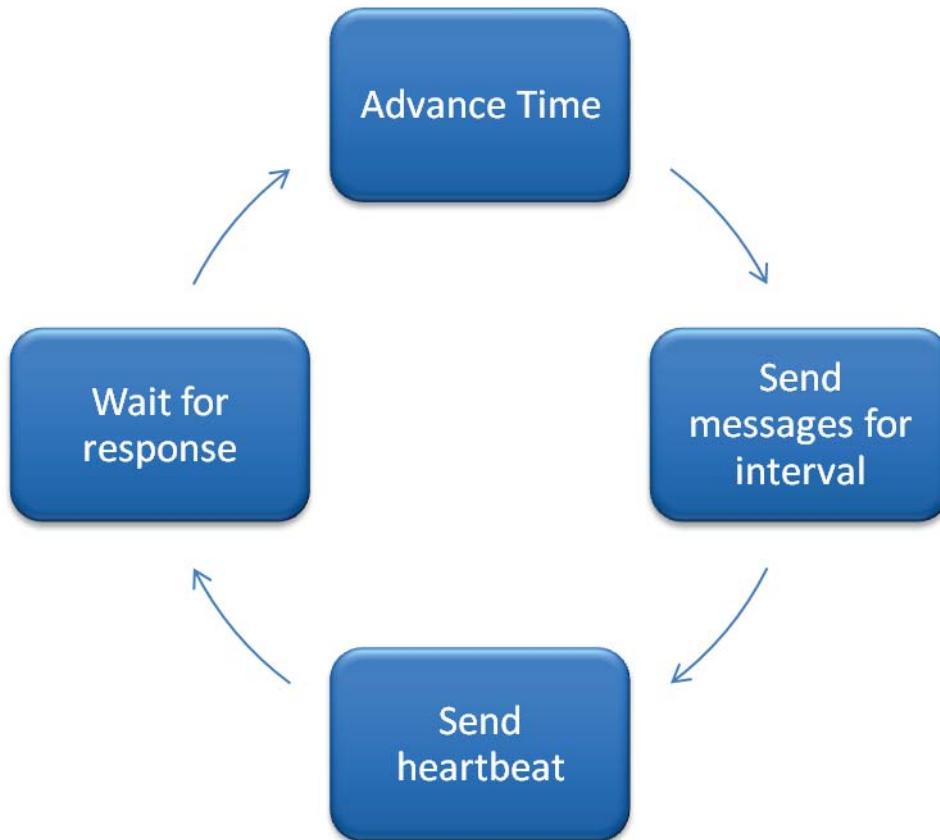 Advance Time
Send
messages for
interval
Send
heartbeat
Wait for
response